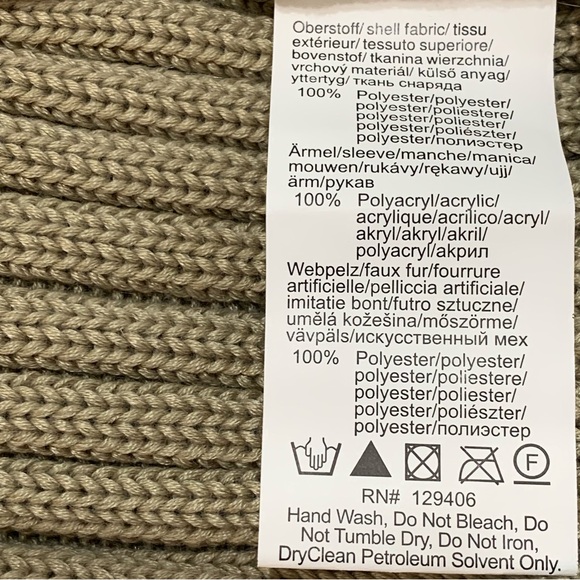 Oberstoff/ shell fabric/ tissu
extérieur/ tessuto superiore/
bovenstof/ tkanina wierzchnia/
vrchový materiál/ külső anyag/
yttertyg/ ткань снаряда
100% Polyester/polyester/
polyester/poliestere/
polyester/poliester/
polyester/poliészter/
polyester/полиэстер
Ärmel/sleeve/manche/manica/
mouwen/rukávy/rękawy/ujj/
ärm/рукав
100% Polyacryl/acrylic/
acrylique/acrílico/acryl/
akryl/akryl/akril/
polyacryl/акрил
Webpelz/faux fur/fourrure
artificielle/pelliccia artificiale/
imitatie bont/futro sztuczne/
umělá kožešina/műszörme/
vävpäls/искусственный мех
100% Polyester/polyester/
polyester/poliestere/
polyester/poliester/
polyester/poliészter/
polyester/полиэстер
F
RN# 129406
Hand Wash, Do Not Bleach, Do
Not Tumble Dry, Do Not Iron,
DryClean Petroleum Solvent Only.